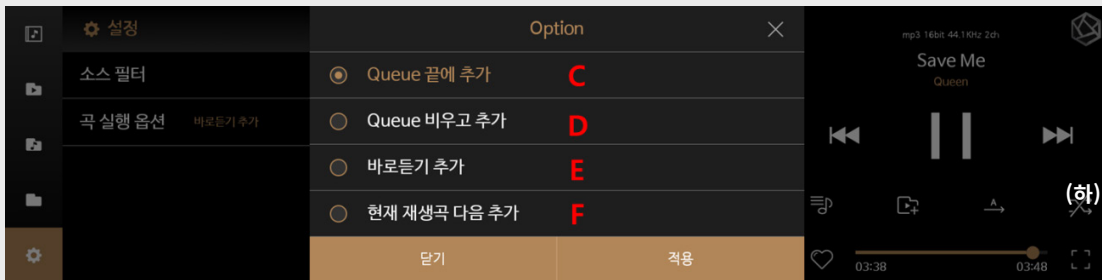 설정
소스 필터
곡 실행 옵션 바로듣기 추가
Option
Queue 끝에 추가 C
Queue 비우고 추가 D
바로듣기 추가 E
현재 재생곡 다음 추가 F
닫기 적용
mp3 16bit 44.1KHz 2ch
Save Me
Queen
(하)
A
03:38 03:48